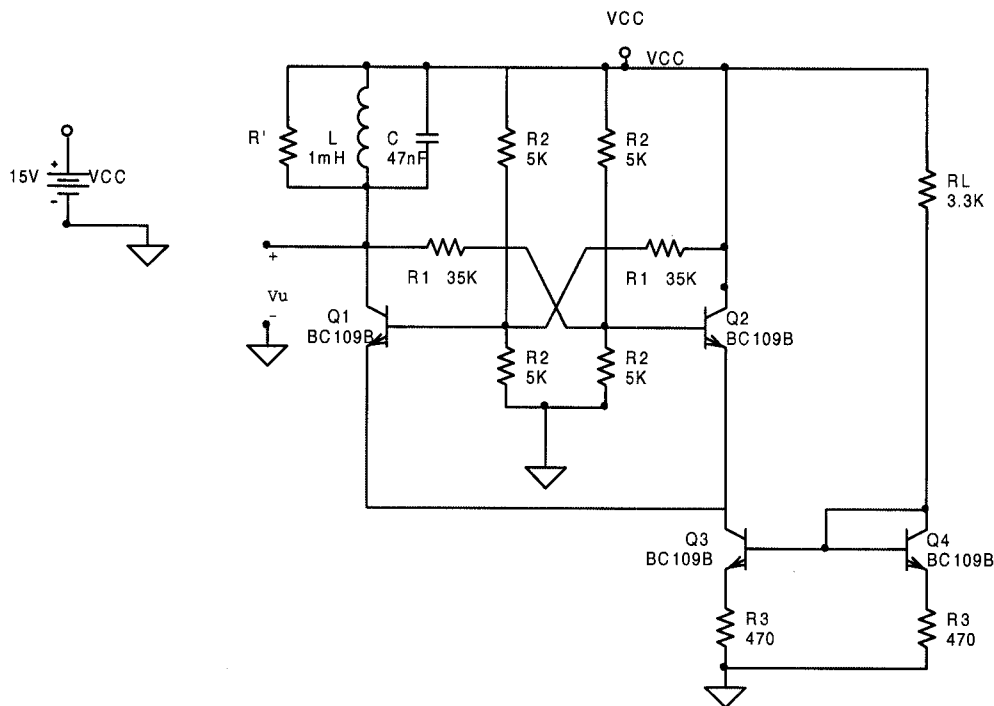 VCC
VCC
R'
L
1mH
C
47nF
R2
5K
R2
5K
15V
+
-
VCC
RL
3.3K
+
R1 35K
R1 35K
Vu
-
Q1
BC109B
Q2
BC109B
R2
5K
R2
5K
Q3
BC109B
Q4
BC109B
R3
470
R3
470